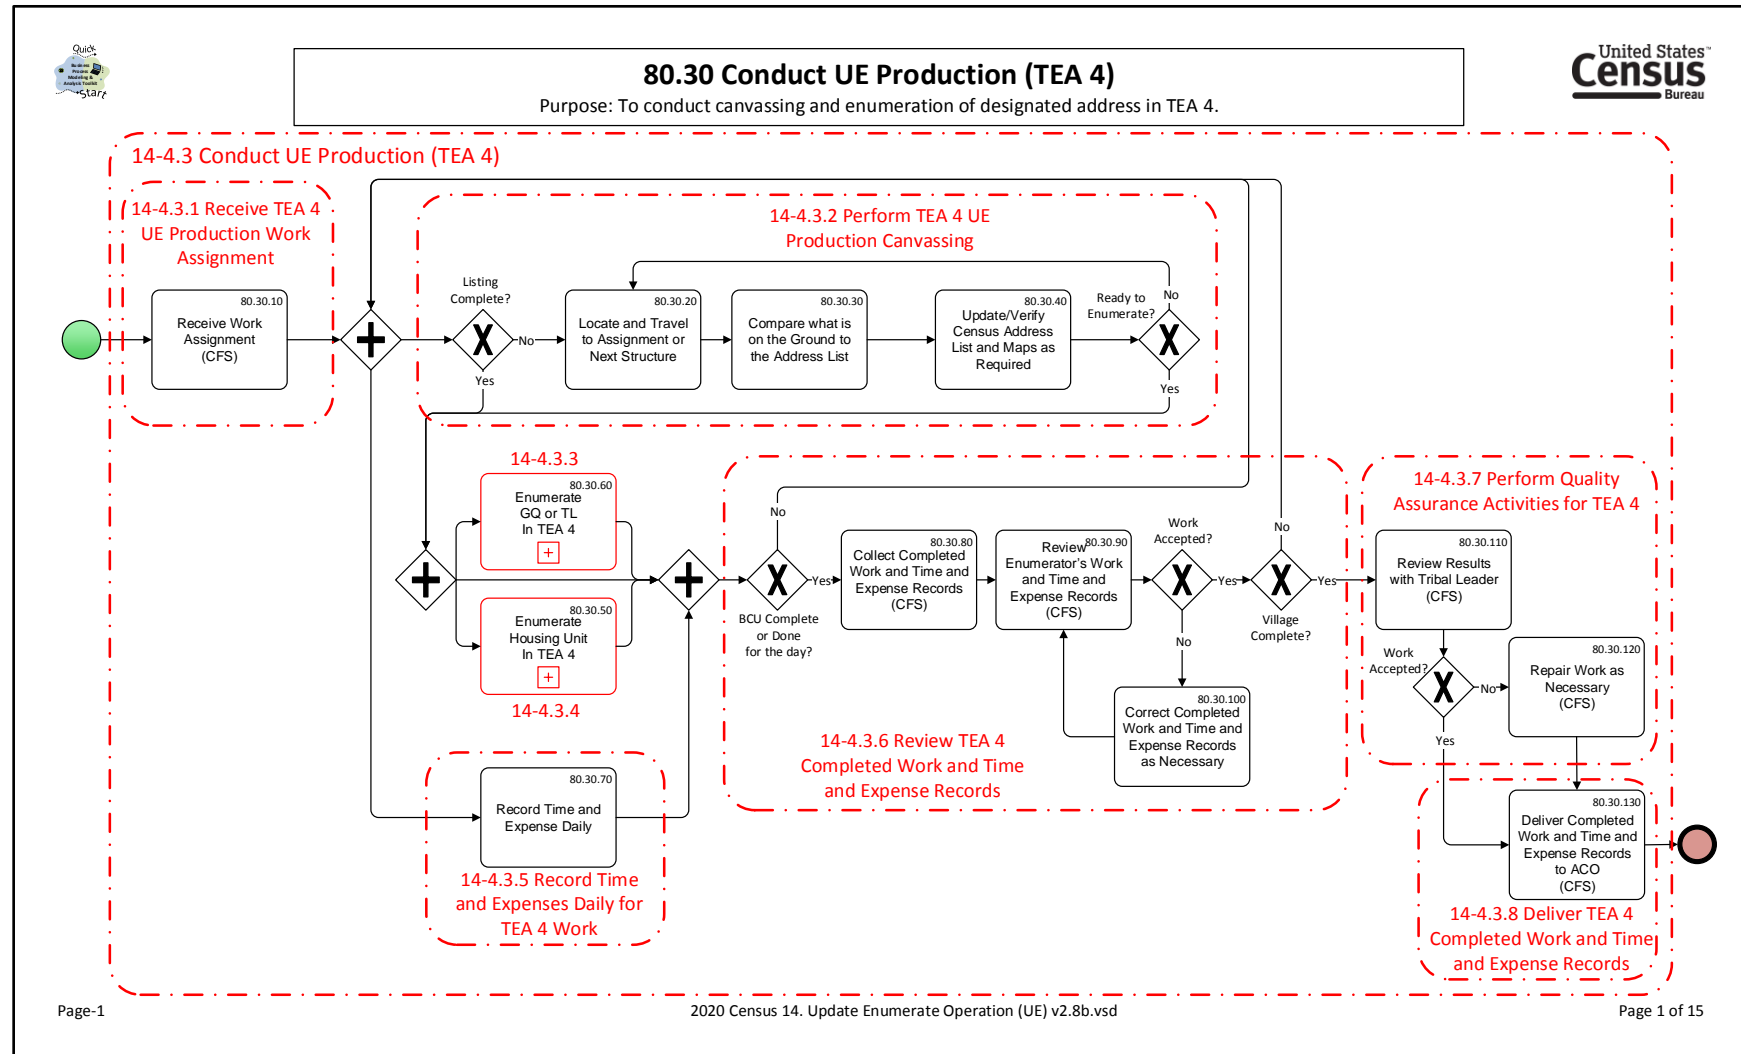 Quick
Business
Process
Modeling &
Analysis Toolkit
Start
80.30 Conduct UE Production (TEA 4)
Purpose: To conduct canvassing and enumeration of designated address in TEA 4.
United States™
Census
Bureau
14-4.3 Conduct UE Production (TEA 4)
14-4.3.1 Receive TEA 4
UE Production Work
Assignment
80.30.10
Receive Work
Assignment
(CFS)
14-4.3.2 Perform TEA 4 UE
Production Canvassing
Listing
Complete?
No
Yes
80.30.20
Locate and Travel
to Assignment or
Next Structure
80.30.30
Compare what is
on the Ground to
the Address List
80.30.40
Update/Verify
Census Address
List and Maps as
Required
Ready to
Enumerate?
No
Yes
14-4.3.3
80.30.60
Enumerate
GQ or TL
In TEA 4
80.30.50
Enumerate
Housing Unit
In TEA 4
14-4.3.4
80.30.70
Record Time and
Expense Daily
14-4.3.5 Record Time
and Expenses Daily for
TEA 4 Work
No
Yes
BCU Complete
or Done
for the day?
80.30.80
Collect Completed
Work and Time and
Expense Records
(CFS)
80.30.90
Review
Enumerator's Work
and Time and
Expense Records
(CFS)
Work
Accepted?
Yes
No
80.30.100
Correct Completed
Work and Time and
Expense Records
as Necessary
14-4.3.6 Review TEA 4
Completed Work and Time
and Expense Records
No
Yes
Village
Complete?
14-4.3.7 Perform Quality
Assurance Activities for TEA 4
80.30.110
Review Results
with Tribal Leader
(CFS)
Work
Accepted?
No
Yes
80.30.120
Repair Work as
Necessary
(CFS)
80.30.130
Deliver Completed
Work and Time and
Expense Records
to ACO
(CFS)
14-4.3.8 Deliver TEA 4
Completed Work and Time
and Expense Records
Page-1
2020 Census 14. Update Enumerate Operation (UE) v2.8b.vsd
Page 1 of 15